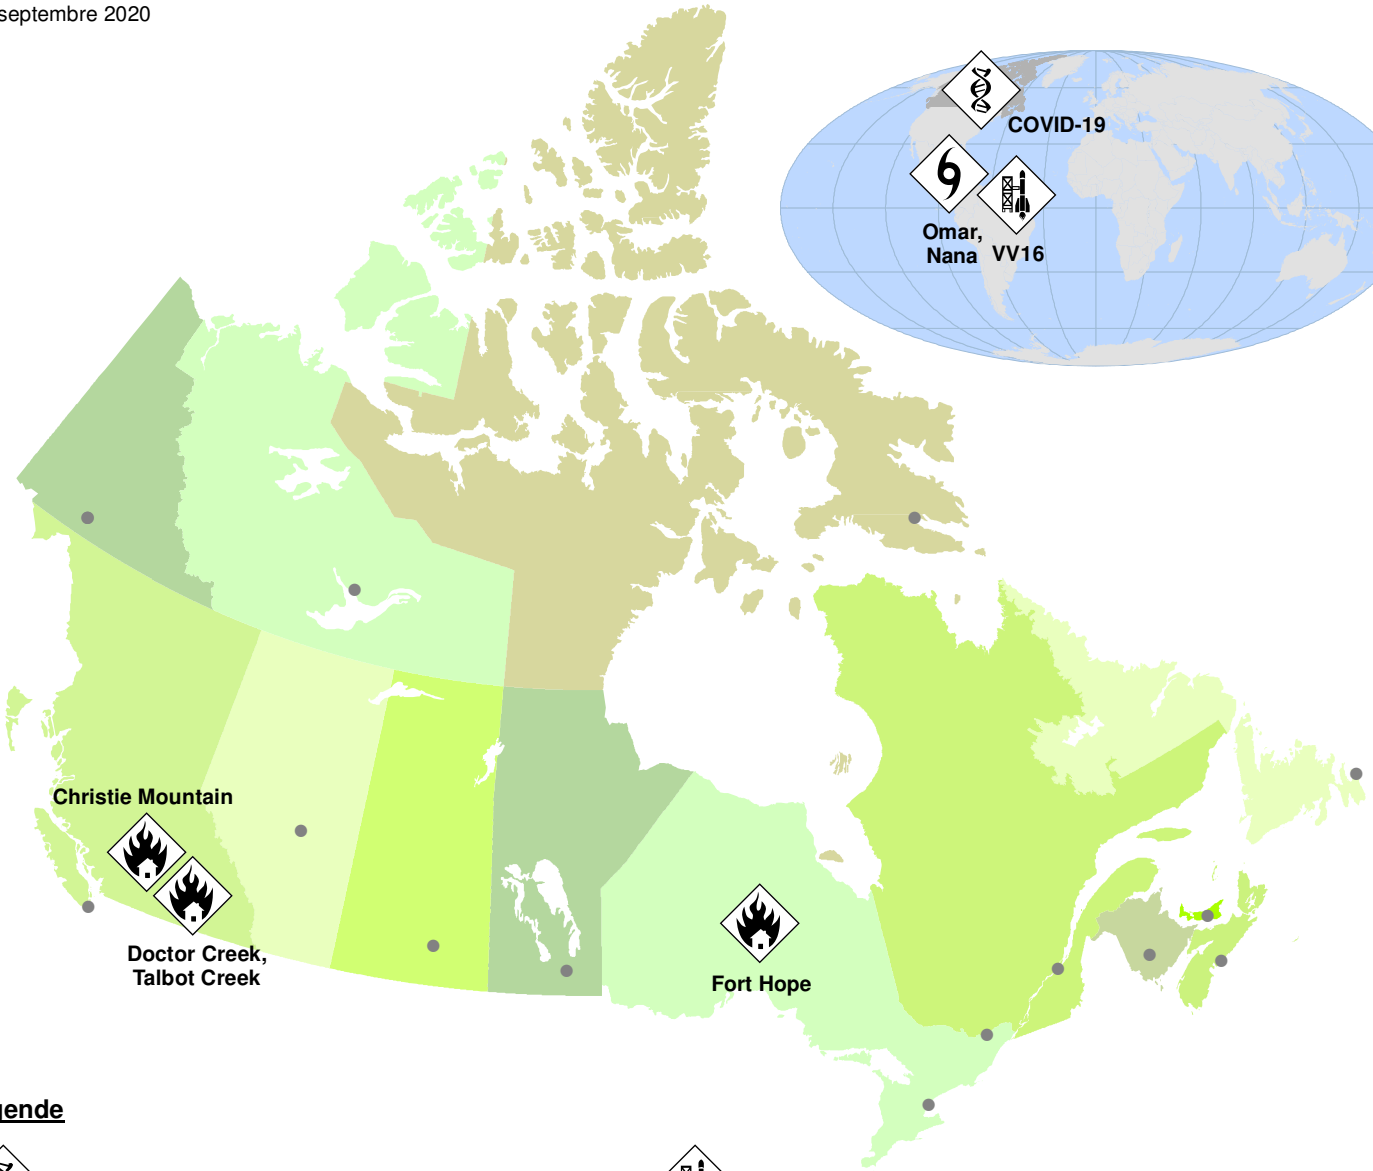 septembre 2020
COVID-19
Omar,
Nana
VV16
Christie Mountain
Doctor Creek,
Talbot Creek
Fort Hope
gende